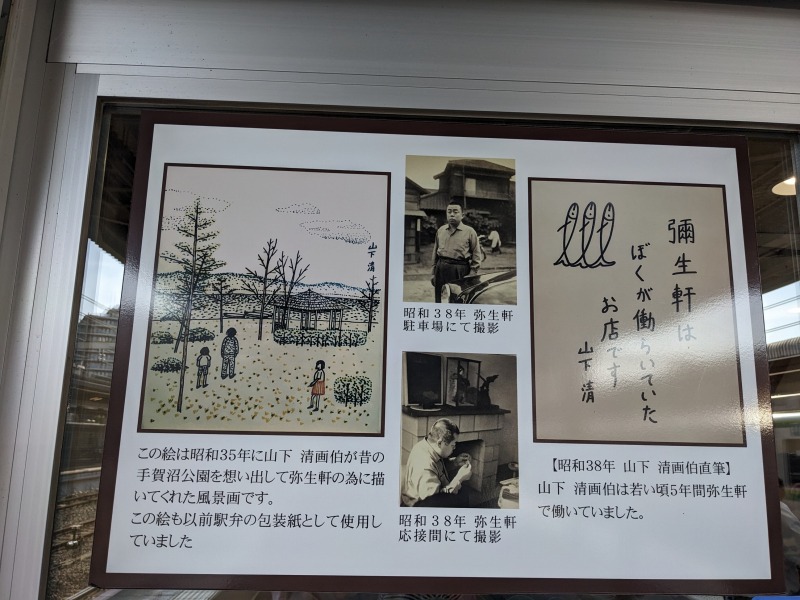 山下 清
この絵は昭和35年に山下 清画伯が昔の
手賀沼公園を想い出して弥生軒の為に描
いてくれた風景画です。
この絵も以前駅弁の包装紙として使用し
ていました
昭和３８年 弥生軒
駐車場にて撮影
昭和３８年 弥生軒
応接間にて撮影
彌生軒は
ぼくが働らいていた
お店です
山下 清
【昭和38年 山下 清画伯直筆】
山下 清画伯は若い頃5年間弥生軒
で働いていました。